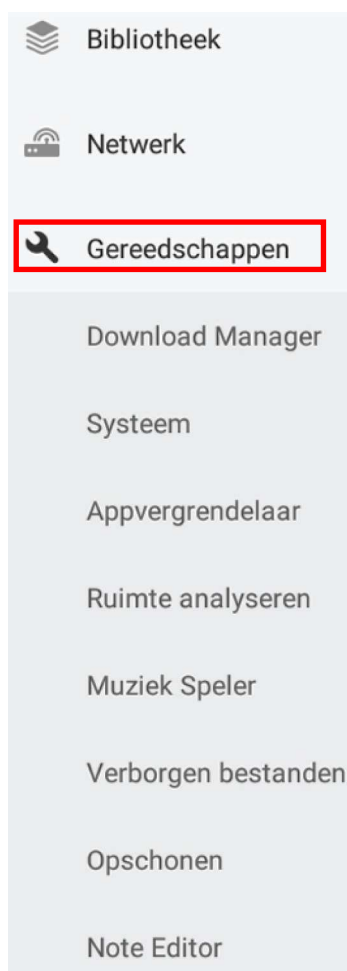 Bibliotheek
Netwerk
Gereedschappen
Download Manager
Systeem
Appvergrendelaar
Ruimte analyseren
Muziek Speler
Verborgen bestanden
Opschonen
Note Editor